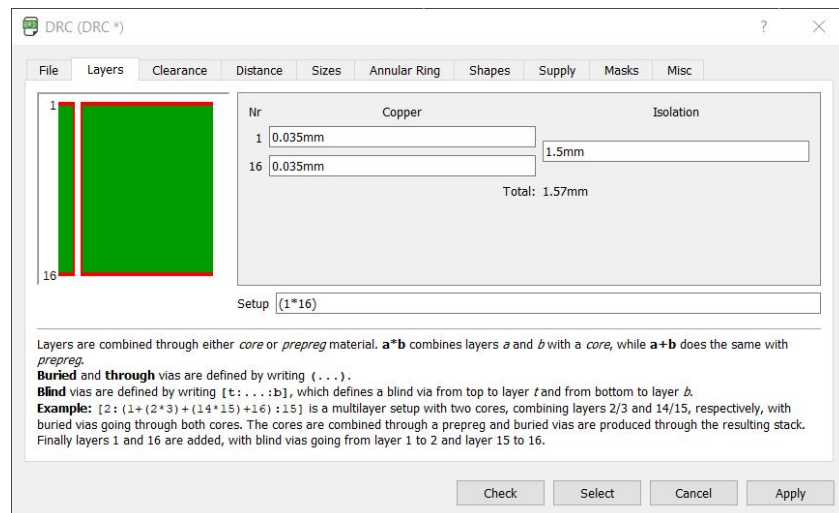 DRC (DRC *)
File Layers Clearance Distance Sizes Annular Ring Shapes Supply Masks Misc
1
16
Nr Copper Isolation
1 0.035mm
1.5mm
16 0.035mm
Total: 1.57mm
Setup (1*16)
Layers are combined through either core or prepreg material. a*b combines layers a and b with a core, while a+b does the same with
prepreg.
Buried and through vias are defined by writing (...).
Blind vias are defined by writing [t:...:b], which defines a blind via from top to layer t and from bottom to layer b.
Example: [2:(1+(2*3)+(14*15)+16):15] is a multilayer setup with two cores, combining layers 2/3 and 14/15, respectively, with
buried vias going through both cores. The cores are combined through a prepreg and buried vias are produced through the resulting stack.
Finally layers 1 and 16 are added, with blind vias going from layer 1 to 2 and layer 15 to 16.
Check Select Cancel Apply